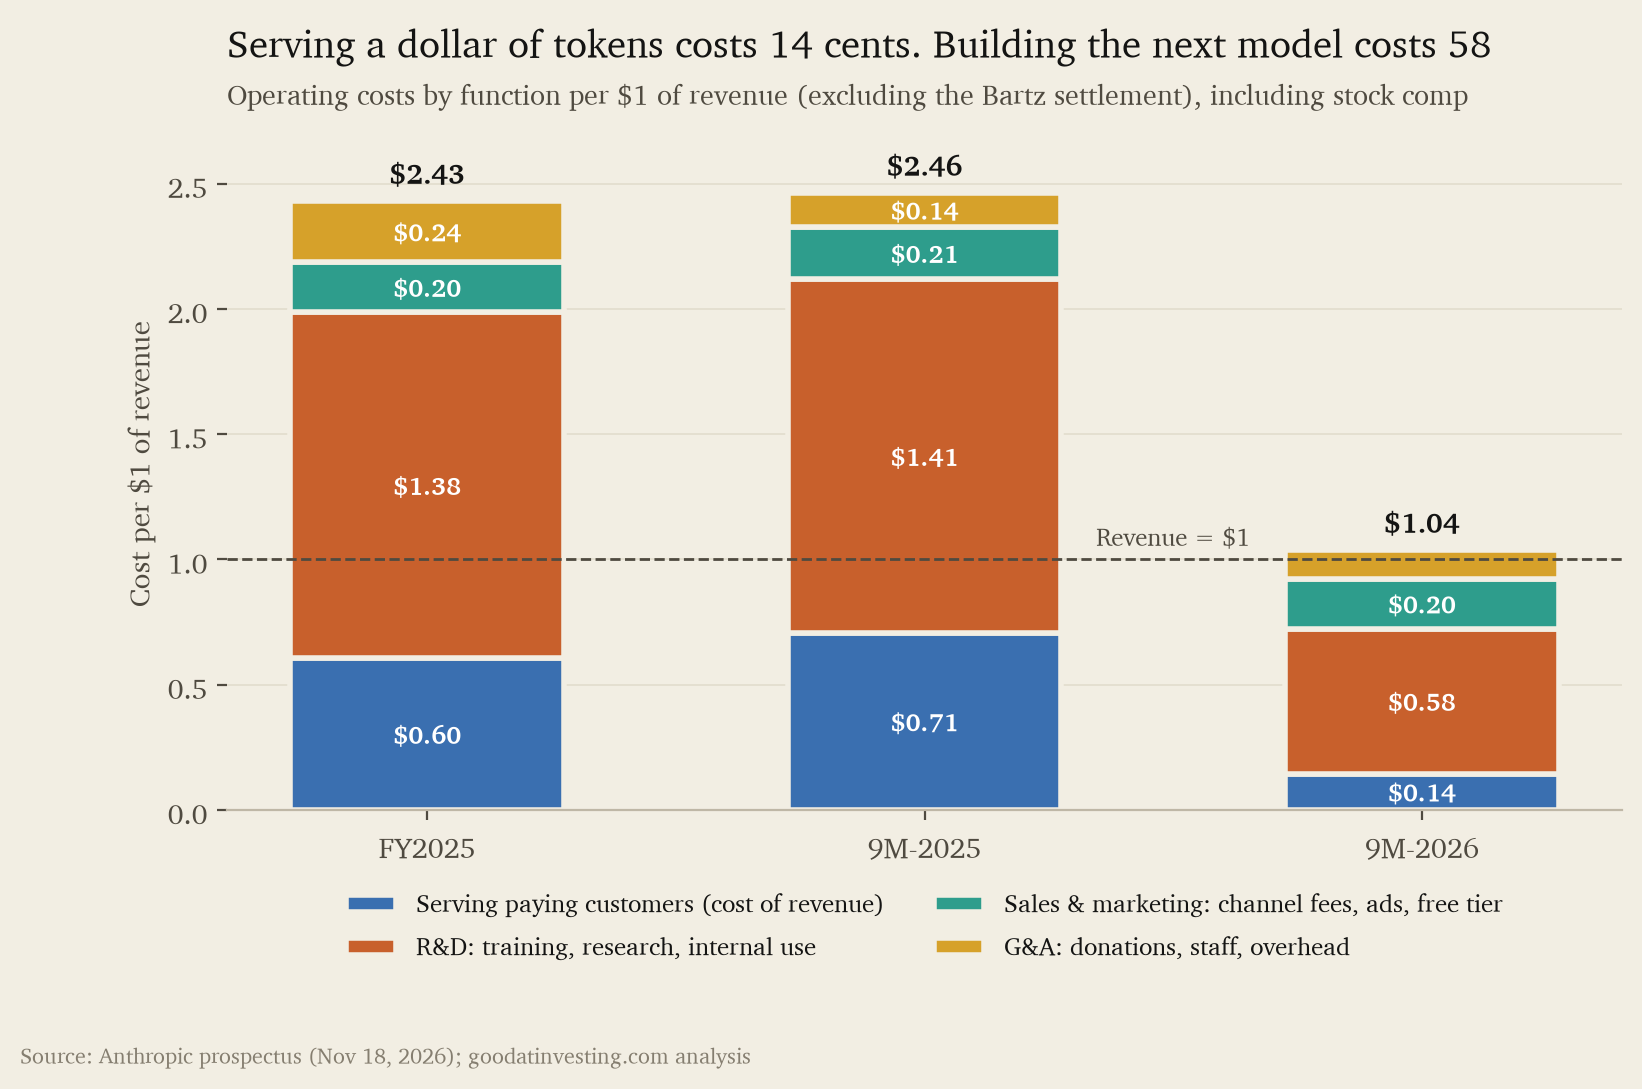 Serving a dollar of tokens costs 14 cents. Building the next model costs 58
Operating costs by function per $1 of revenue (excluding the Bartz settlement), including stock comp
Cost per $1 of revenue
2.5
2.0
1.5
1.0
0.5
0.0
$2.43
$0.24
$0.20
$1.38
$0.60
$2.46
$0.14
$0.21
$1.41
$0.71
Revenue = $1
$1.04
$0.20
$0.58
$0.14
FY2025
9M-2025
9M-2026
Serving paying customers (cost of revenue)
R&D: training, research, internal use
Sales & marketing: channel fees, ads, free tier
G&A: donations, staff, overhead
Source: Anthropic prospectus (Nov 18, 2026); goodatinvesting.com analysis